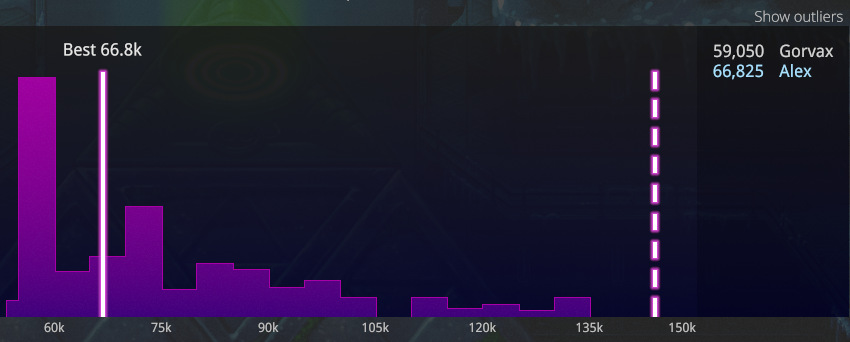 Show outliers
Best 66.8k
59,050 Gorvax
66,825 Alex
60k 75k 90k 105k 120k 135k 150k